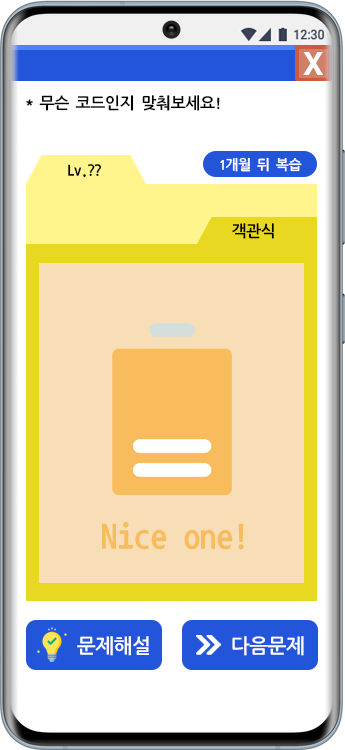 12:30
X
* 무슨 코드인지 맞춰보세요!
1개월 뒤 복습
Lv.??
객관식
Nice one!
문제해설
다음문제